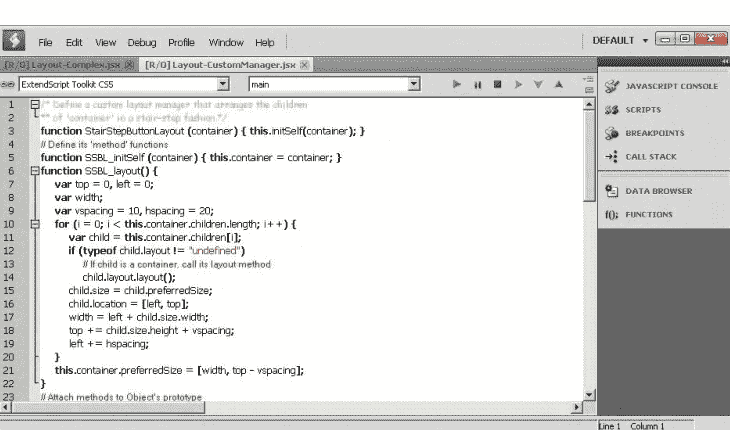 File Edit View Debug Profile Window Help DEFAULT
[R/O] Layout-Complex.jsx [R/O] Layout-CustomManager.jsx
ExtendScript Toolkit CS5 main
JAVASCRIPT CONSOLE
SCRIPTS
BREAKPOINTS
CALL STACK
DATA BROWSER
f(); FUNCTIONS
1 /* Define a custom layout manager that arranges the children
2 ** of 'container' in a stair-step fashion.*/
3 function StairStepButtonLayout (container) { this.initSelf(container); }
4 // Define its 'method' functions
5 function SSBL_initSelf (container) { this.container = container; }
6 function SSBL_layout() {
7 var top = 0, left = 0;
8 var width;
9 var vspacing = 10, hspacing = 20;
10 for (i = 0; i < this.container.children.length; i++) {
11 var child = this.container.children[i];
12 if (typeof child.layout != "undefined")
13 // If child is a container, call its layout method
14 child.layout.layout();
15 child.size = child.preferredSize;
16 child.location = [left, top];
17 width = left + child.size.width;
18 top += child.size.height + vspacing;
19 left += hspacing;
20 }
21 this.container.preferredSize = [width, top - vspacing];
22 }
23 // Attach methods to Object's prototype
Line 1 Column 1